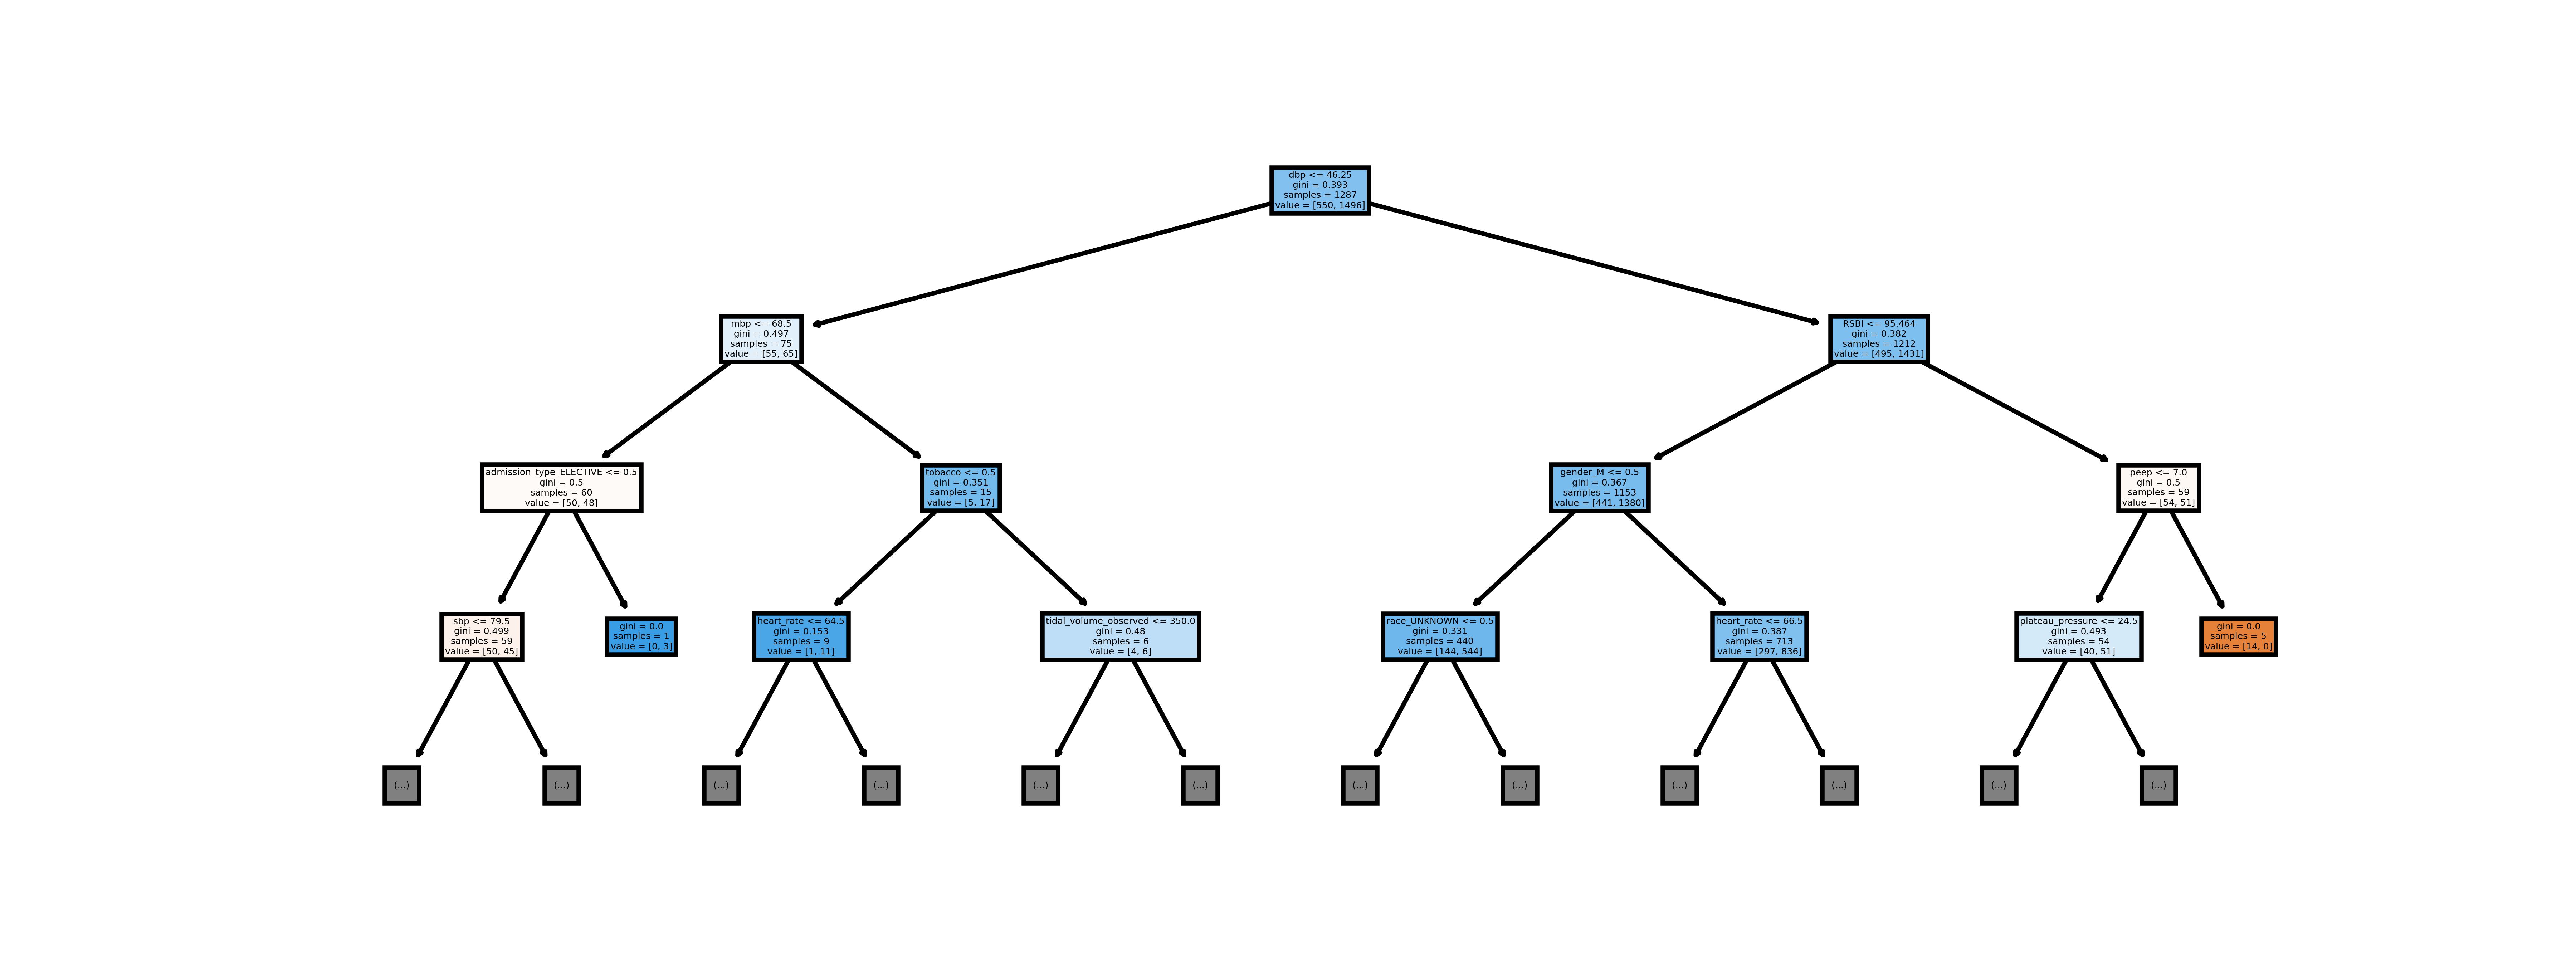 dbp <= 46.25
gini = 0.393
samples = 1287
value = [550, 1496]
mbp <= 68.5
gini = 0.497
samples = 75
value = [55, 65]
RSBI <= 95.464
gini = 0.382
samples = 1212
value = [495, 1431]
admission_type_ELECTIVE <= 0.5
gini = 0.5
samples = 60
value = [50, 48]
tobacco <= 0.5
gini = 0.351
samples = 15
value = [5, 17]
gender_M <= 0.5
gini = 0.367
samples = 1153
value = [441, 1380]
peep <= 7.0
gini = 0.5
samples = 59
value = [54, 51]
sbp <= 79.5
gini = 0.499
samples = 59
value = [50, 45]
gini = 0.0
samples = 1
value = [0, 3]
heart_rate <= 64.5
gini = 0.153
samples = 9
value = [1, 11]
tidal_volume_observed <= 350.0
gini = 0.48
samples = 6
value = [4, 6]
race_UNKNOWN <= 0.5
gini = 0.331
samples = 440
value = [144, 544]
heart_rate <= 66.5
gini = 0.387
samples = 713
value = [297, 836]
plateau_pressure <= 24.5
gini = 0.493
samples = 54
value = [40, 51]
gini = 0.0
samples = 5
value = [14, 0]
(...)
(...)
(...)
(...)
(...)
(...)
(...)
(...)
(...)
(...)
(...)
(...)